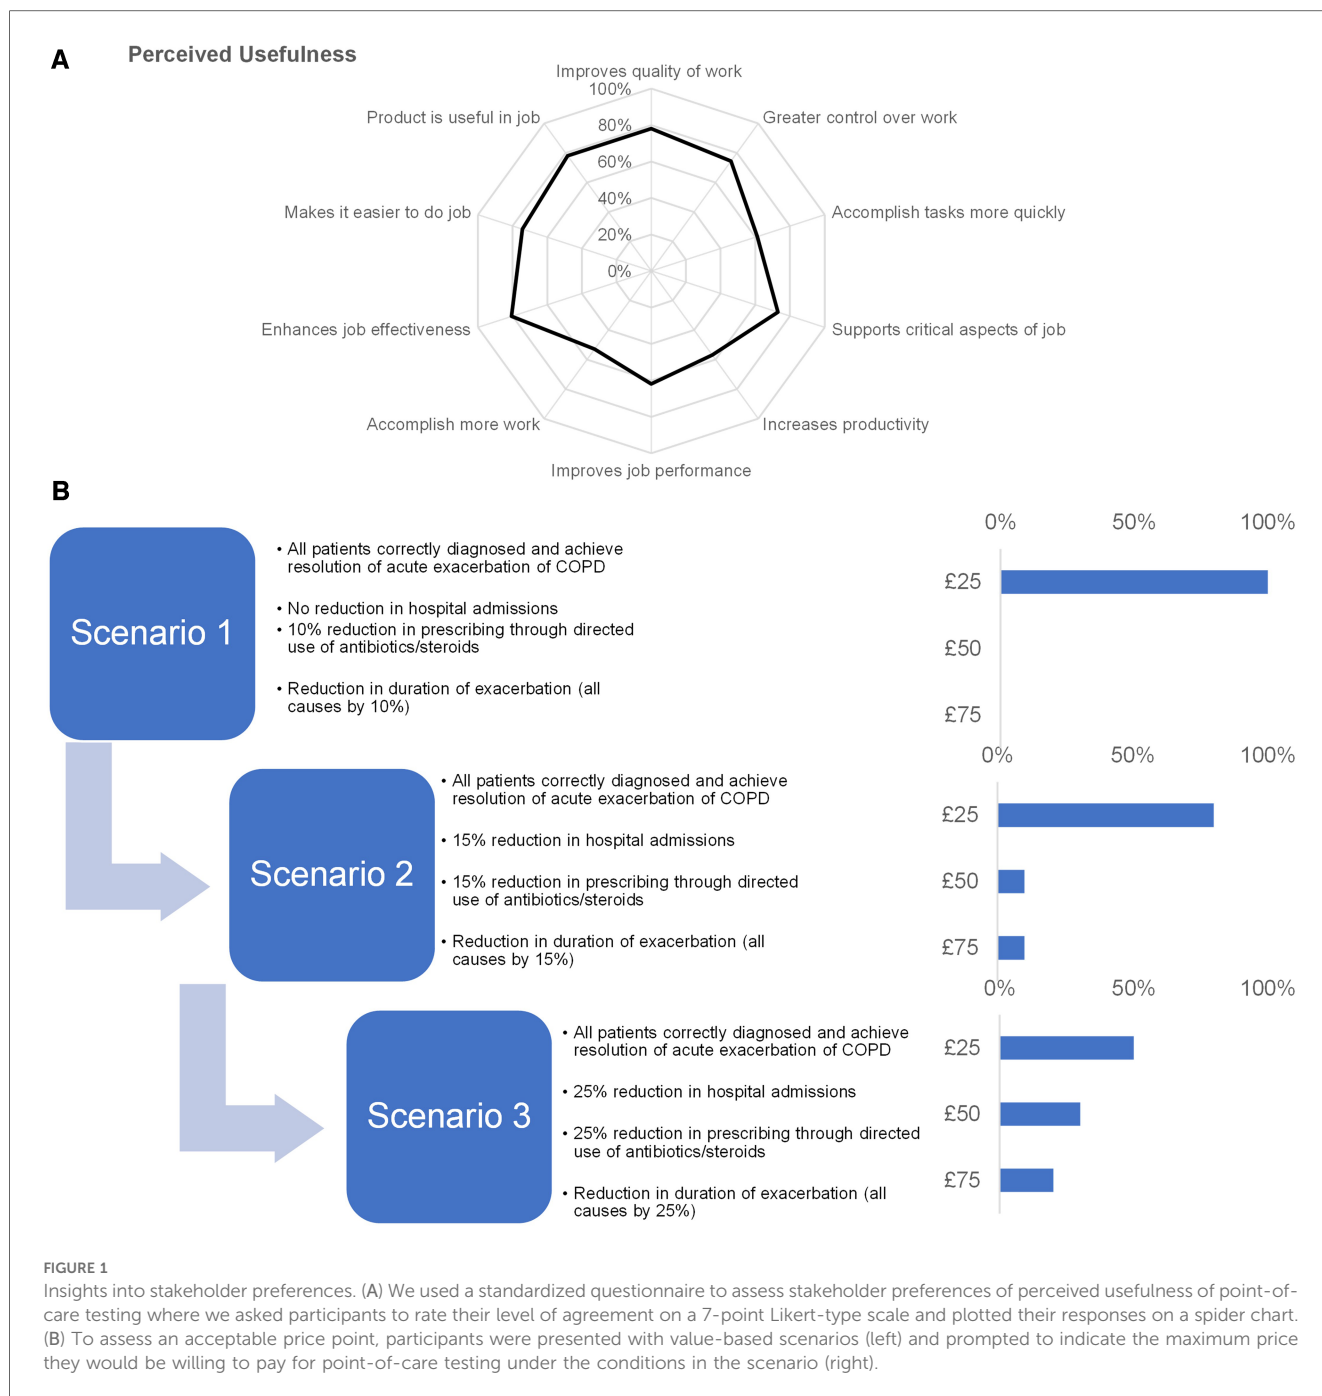 A
Perceived Usefulness
Improves quality of work
100%
Product is useful in job
Greater control over work
80%
60%
Makes it easier to do job
Accomplish tasks more quickly
40%
20%
0%
Enhances job effectiveness
Supports critical aspects of job
Accomplish more work
Increases productivity
Improves job performance
B
Scenario 1
• All patients correctly diagnosed and achieve
resolution of acute exacerbation of COPD
• No reduction in hospital admissions
• 10% reduction in prescribing through directed
use of antibiotics/steroids
• Reduction in duration of exacerbation (all
causes by 10%)
0% 50% 100%
£25
£50
£75
Scenario 2
• All patients correctly diagnosed and achieve
resolution of acute exacerbation of COPD
• 15% reduction in hospital admissions
• 15% reduction in prescribing through directed
use of antibiotics/steroids
• Reduction in duration of exacerbation (all
causes by 15%)
0% 50% 100%
£25
£50
£75
Scenario 3
• All patients correctly diagnosed and achieve
resolution of acute exacerbation of COPD
• 25% reduction in hospital admissions
• 25% reduction in prescribing through directed
use of antibiotics/steroids
• Reduction in duration of exacerbation (all
causes by 25%)
0% 50% 100%
£25
£50
£75
FIGURE 1
Insights into stakeholder preferences. (A) We used a standardized questionnaire to assess stakeholder preferences of perceived usefulness of point-of-
care testing where we asked participants to rate their level of agreement on a 7-point Likert-type scale and plotted their responses on a spider chart.
(B) To assess an acceptable price point, participants were presented with value-based scenarios (left) and prompted to indicate the maximum price
they would be willing to pay for point-of-care testing under the conditions in the scenario (right).